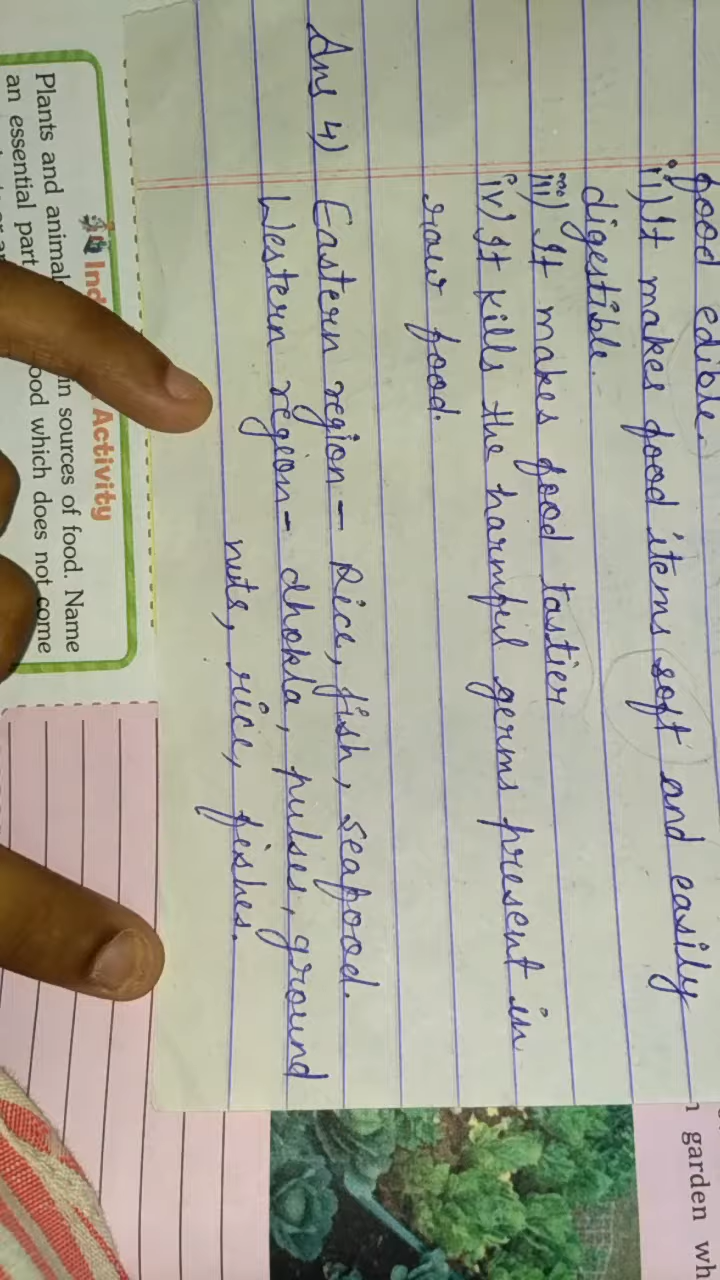 food edible.
ii) It makes food items soft and easily
digestible.
iii) It makes food tastier
iv) It kills the harmful germs present in
raw food.
Ans 4) Eastern region - Rice, fish, seafood.
Western region - dhokla, pulses, ground
nuts, rice, fishes.
Activity
Plants and animals in sources of food. Name
an essential part ood which does not come
garden wh